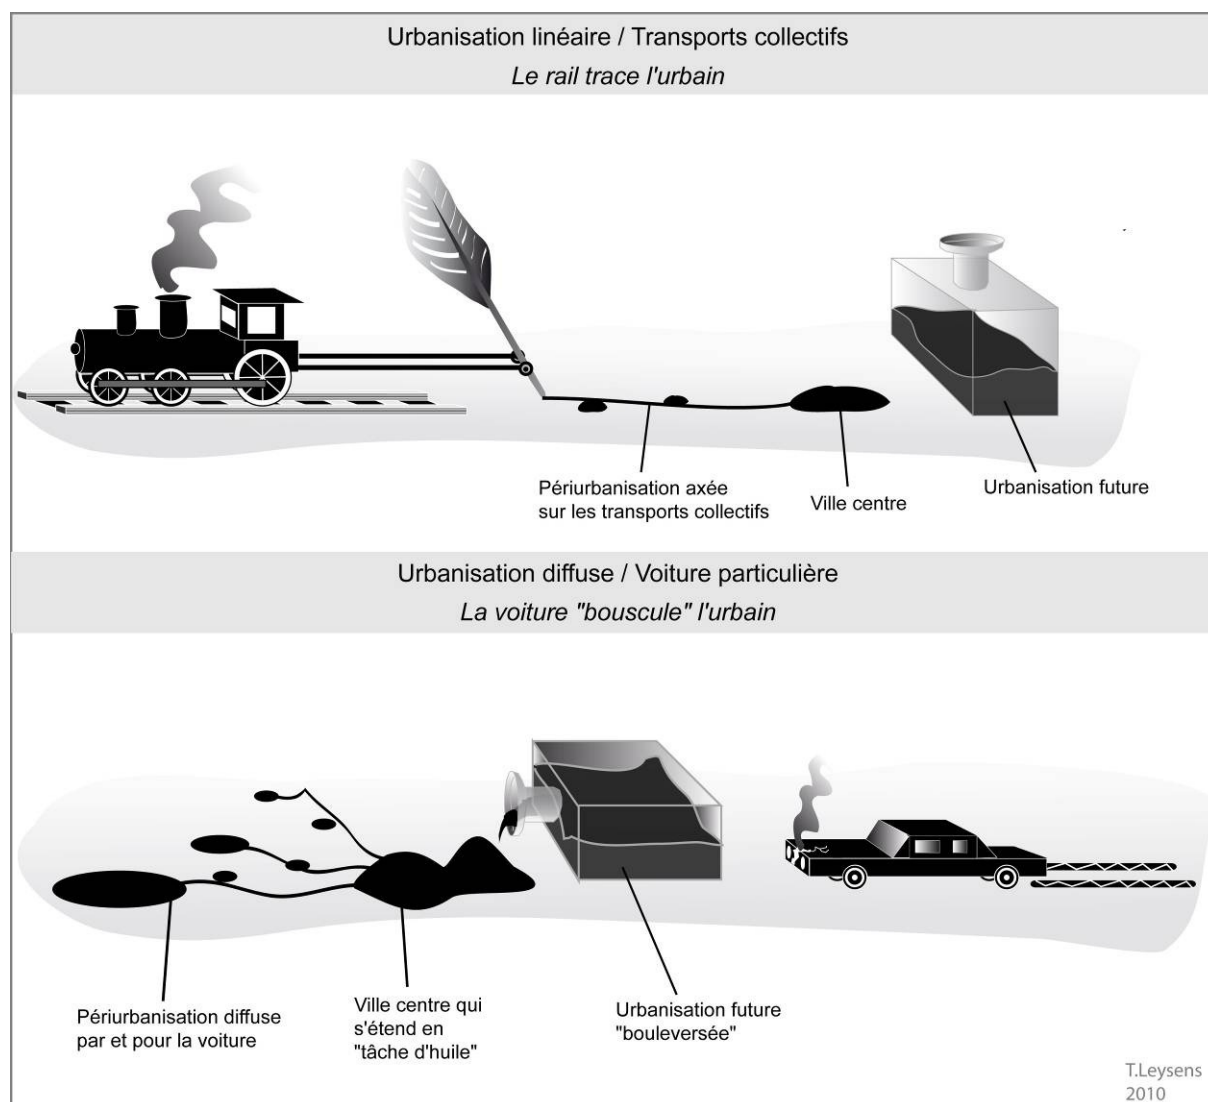 Urbanisation linéaire / Transports collectifs
Le rail trace l'urbain
Périurbanisation axée
sur les transports collectifs
Ville centre
Urbanisation future
Urbanisation diffuse / Voiture particulière
La voiture "bouscule" l'urbain
Périurbanisation diffuse
par et pour la voiture
Ville centre qui
s'étend en
"tâche d'huile"
Urbanisation future
"bouleversée"
T.Leysens
2010